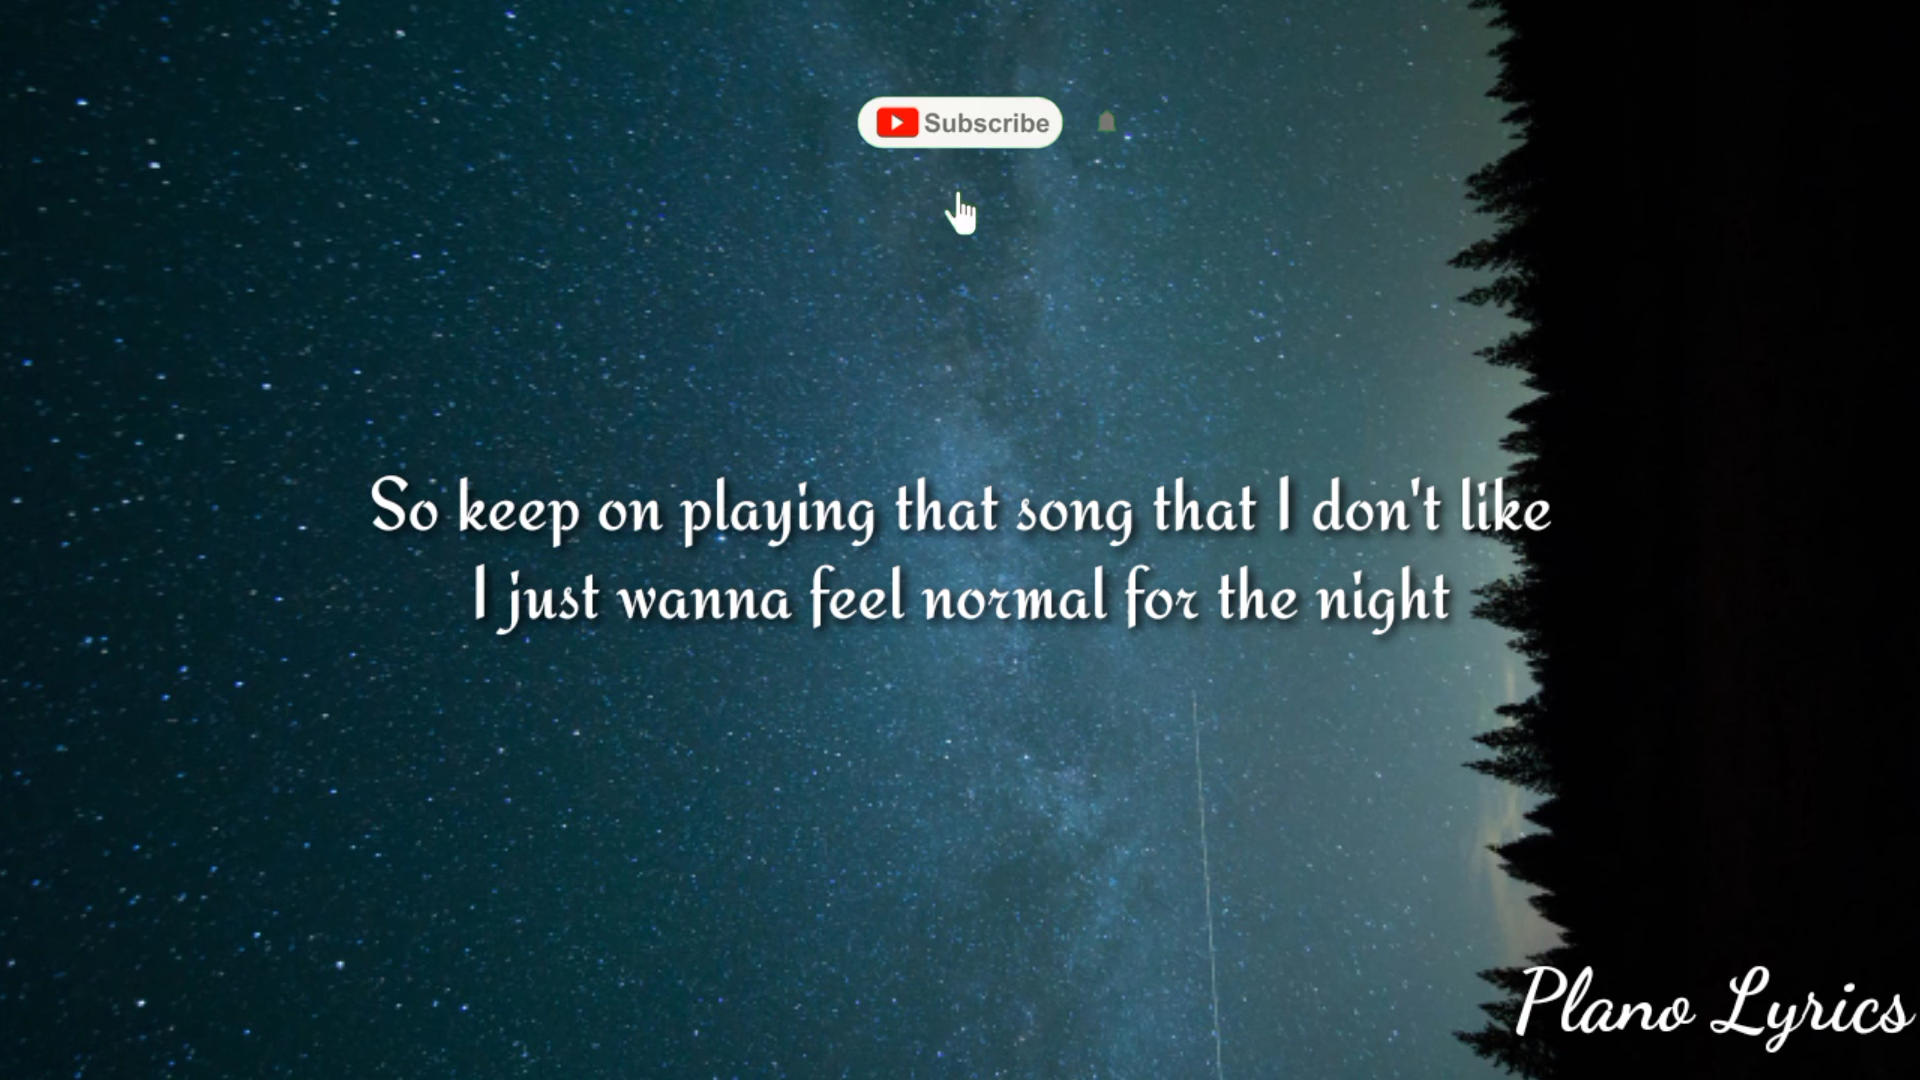 Subscribe
So keep on playing that song that I don't like
I just wanna feel normal for the night
Plano Lyrics